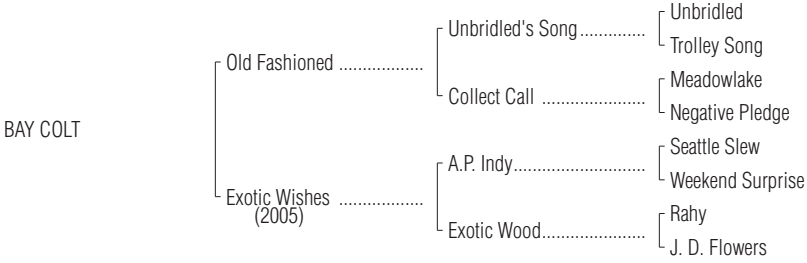 Unbridled
Unbridled's Song..............
Trolley Song
Old Fashioned ..................
Meadowlake
Collect Call ......................
Negative Pledge
BAY COLT
Seattle Slew
A.P. Indy............................
Weekend Surprise
Exotic Wishes ..................
(2005)
Rahy
Exotic Wood......................
J. D. Flowers